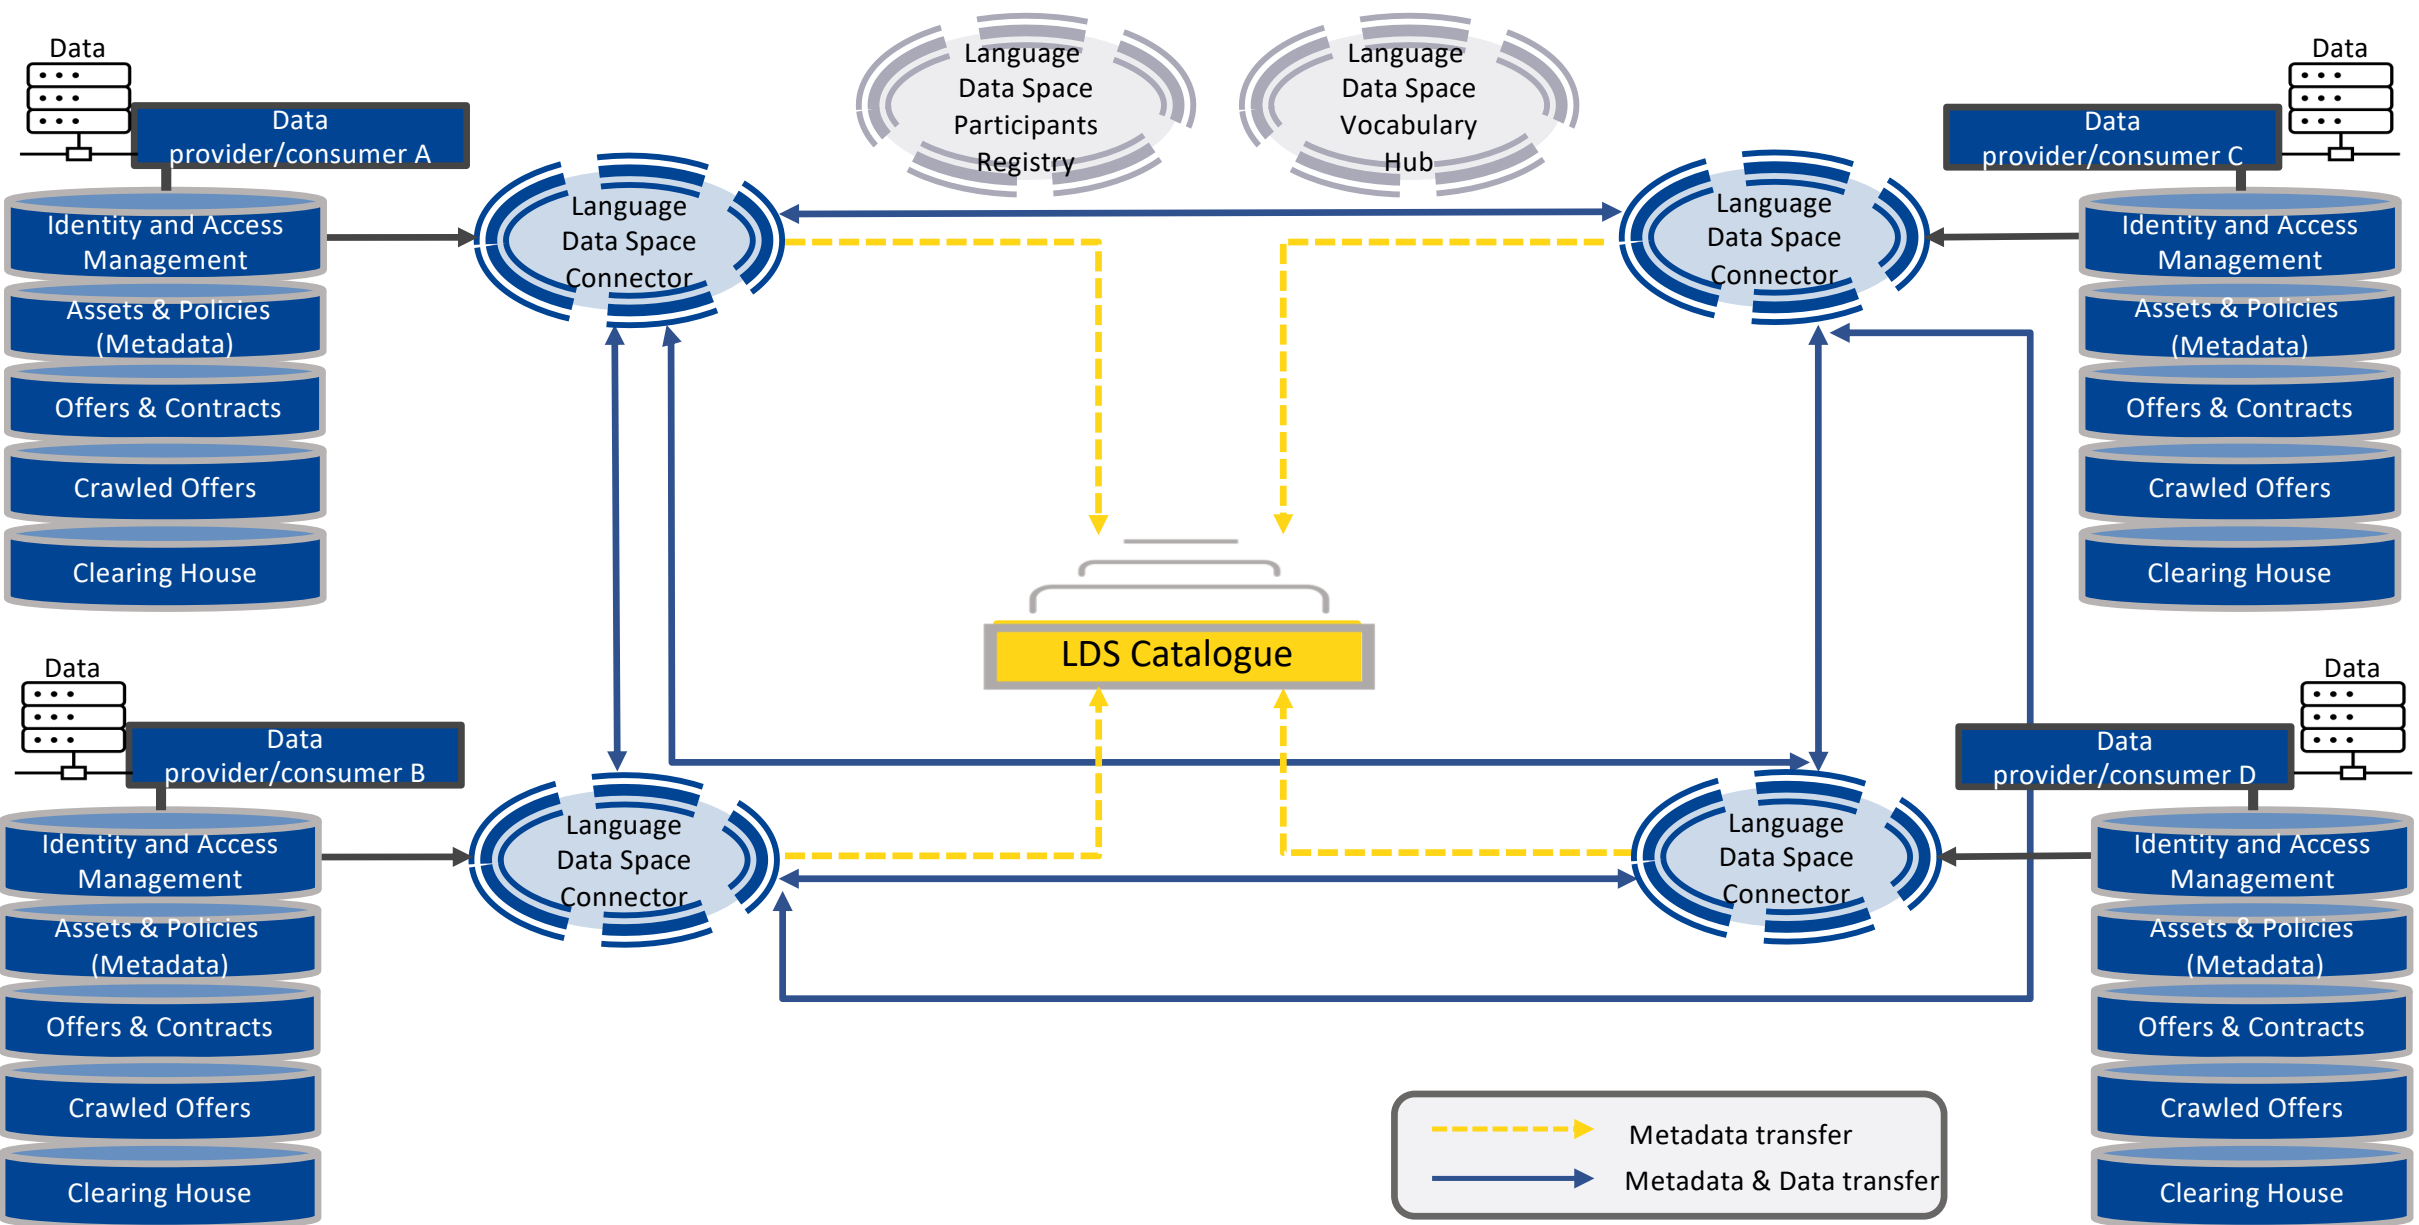 Data
Data
provider/consumer A
Identity and Access
Management
Assets & Policies
(Metadata)
Offers & Contracts
Crawled Offers
Clearing House
Language
Data Space
Connector
Language
Data Space
Participants
Registry
Language
Data Space
Vocabulary
Hub
Language
Data Space
Connector
Data
Data
provider/consumer C
Identity and Access
Management
Assets & Policies
(Metadata)
Offers & Contracts
Crawled Offers
Clearing House
LDS Catalogue
Data
Data
provider/consumer B
Identity and Access
Management
Assets & Policies
(Metadata)
Offers & Contracts
Crawled Offers
Clearing House
Language
Data Space
Connector
Language
Data Space
Connector
Data
Data
provider/consumer D
Identity and Access
Management
Assets & Policies
(Metadata)
Offers & Contracts
Crawled Offers
Clearing House
Metadata transfer
Metadata & Data transfer